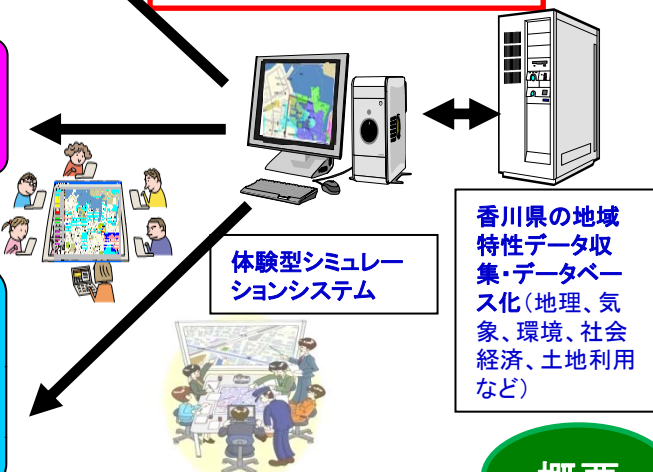 体験型シミュレー
ションシステム
香川県の地域
特性データ収
集・データベー
ス化(地理、気
象、環境、社会
経済、土地利用
など)
概要